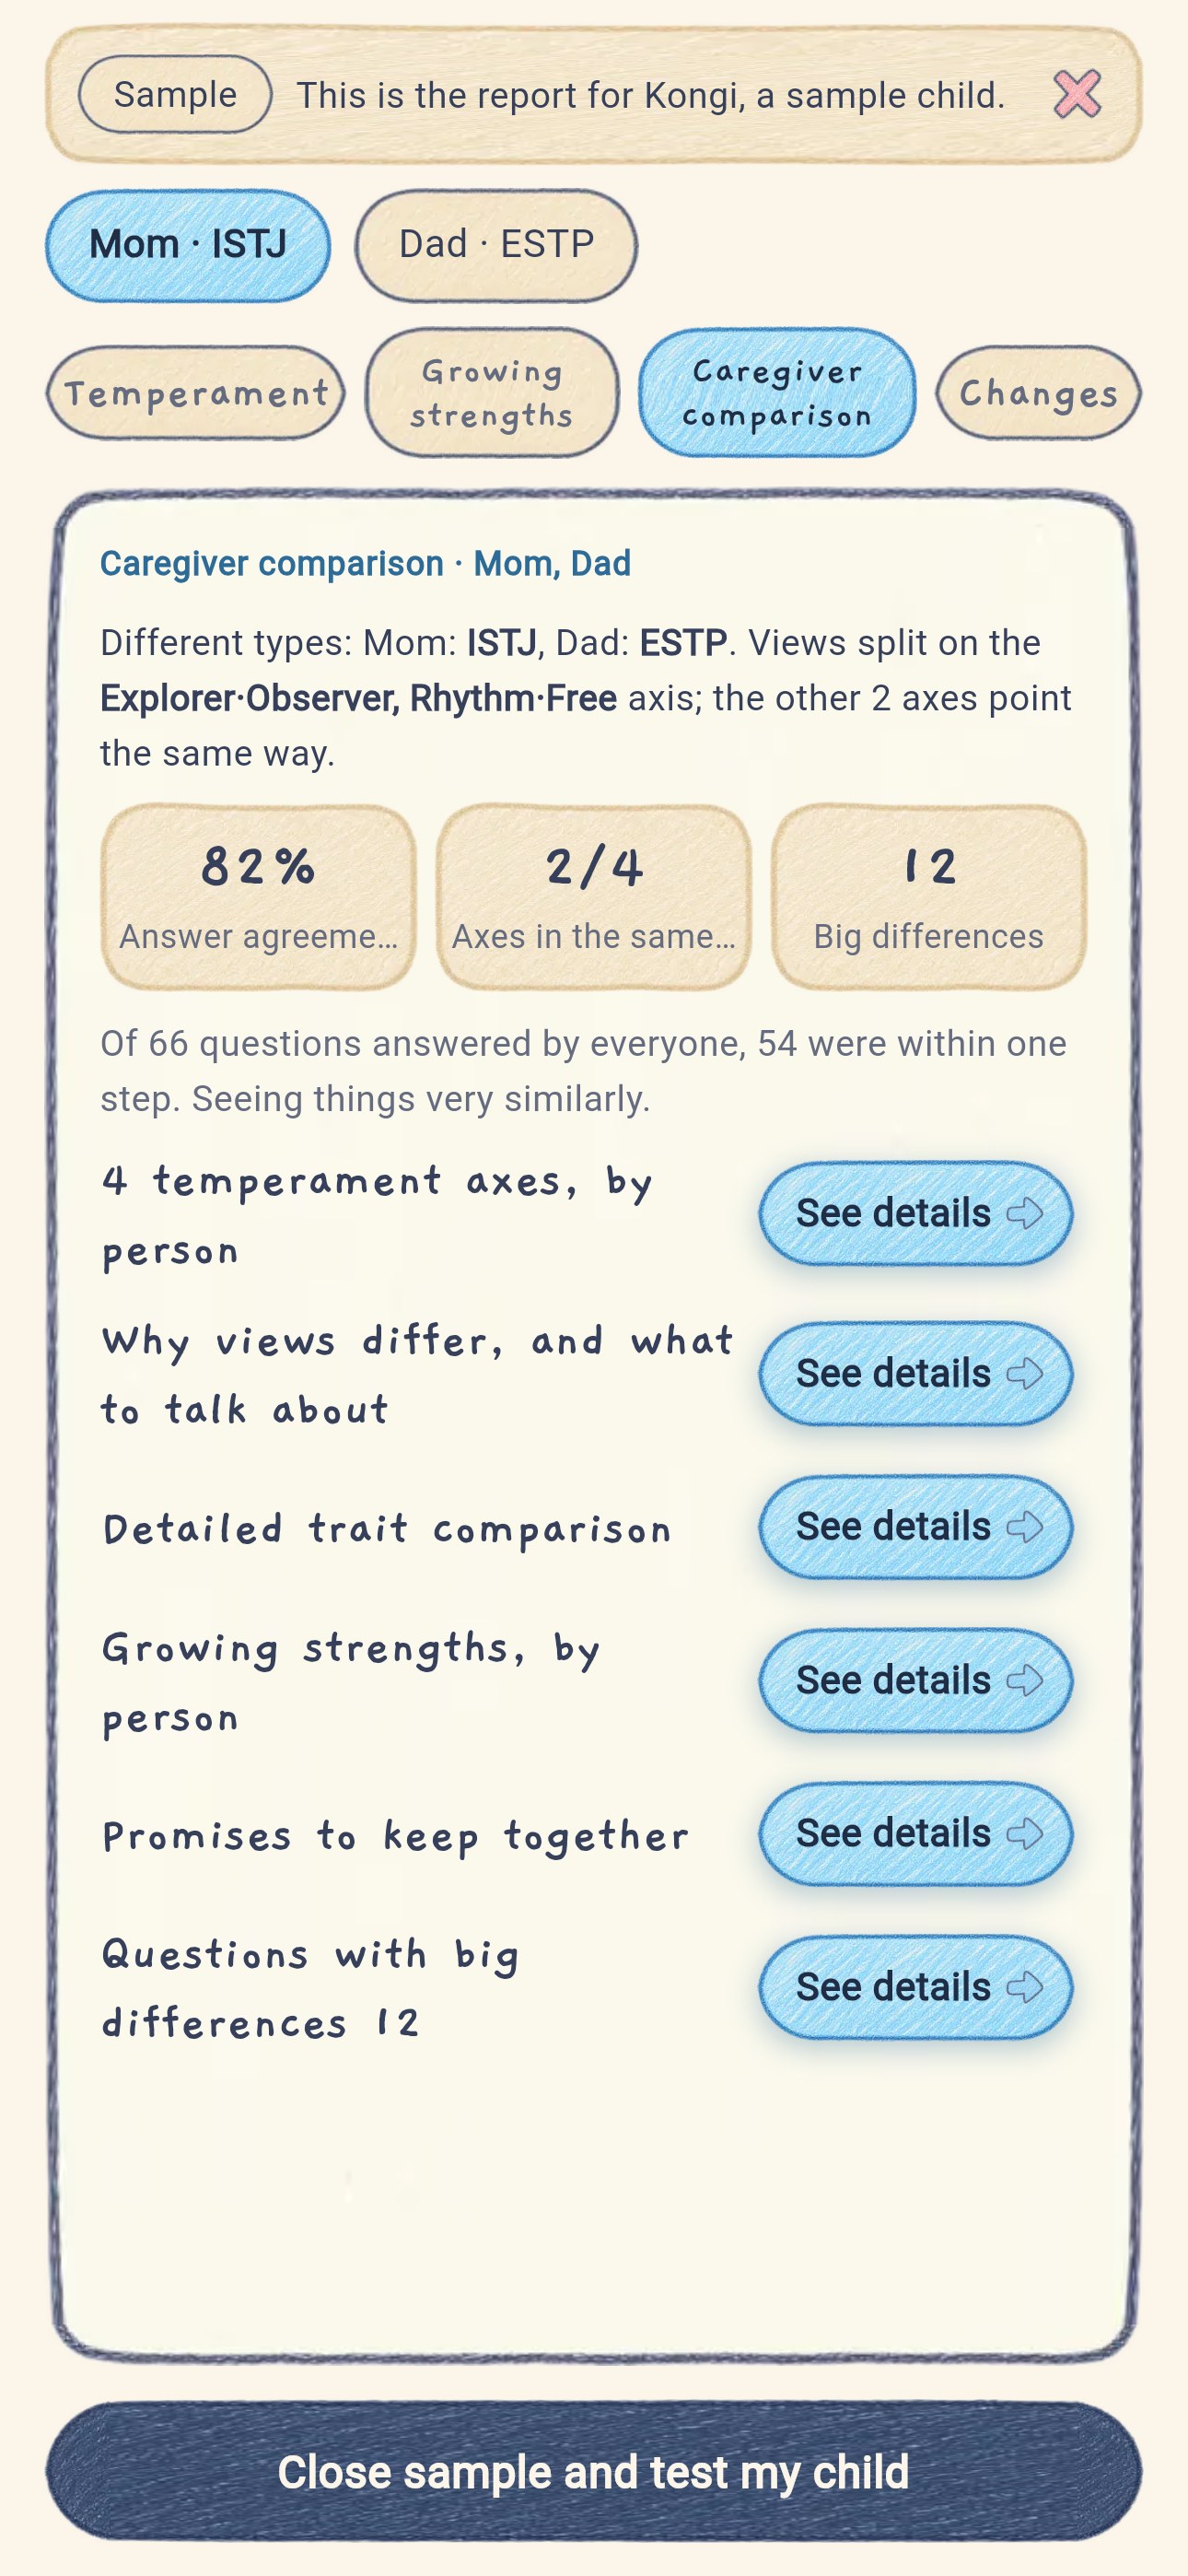 Sample
This is the report for Kongi, a sample child.
Mom · ISTJ
Dad · ESTP
Temperament
Growing
strengths
Caregiver
comparison
Changes
Caregiver comparison · Mom, Dad
Different types: Mom: ISTJ, Dad: ESTP. Views split on the
Explorer·Observer, Rhythm·Free axis; the other 2 axes point
the same way.
82%
Answer agreeme…
2/4
Axes in the same…
12
Big differences
Of 66 questions answered by everyone, 54 were within one
step. Seeing things very similarly.
4 temperament axes, by
person
See details
Why views differ, and what
to talk about
See details
Detailed trait comparison
See details
Growing strengths, by
person
See details
Promises to keep together
See details
Questions with big
differences 12
See details
Close sample and test my child